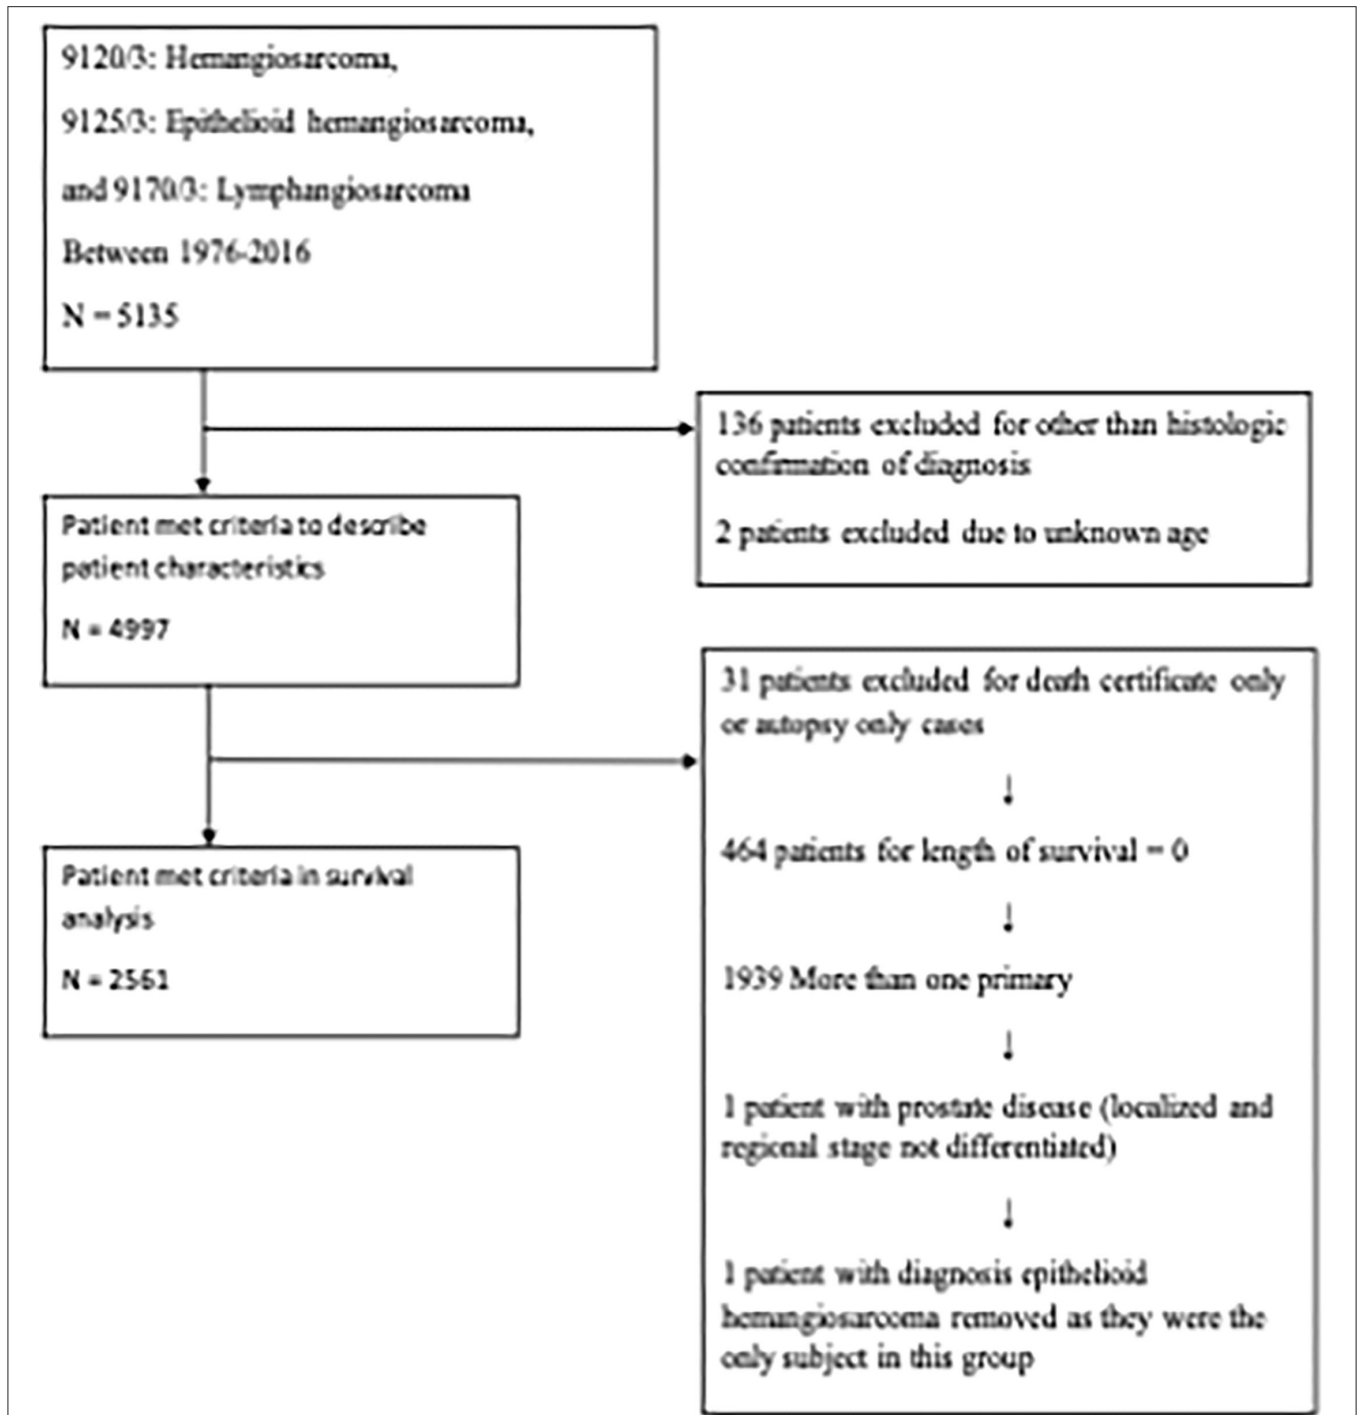 9120/3: Hemangiosarcoma,
9125/3: Epithelioid hemangiosarcoma,
and 9170/3: Lymphangiosarcoma
Between 1976-2016
N = 5135
136 patients excluded for other than histologic
confirmation of diagnosis
2 patients excluded due to unknown age
Patient met criteria to describe
patient characteristics
N = 4997
31 patients excluded for death certificate only
or autopsy only cases
464 patients for length of survival = 0
1939 More than one primary
1 patient with prostate disease (localized and
regional stage not differentiated)
1 patient with diagnosis epithelioid
hemangiosarcoma removed as they were the
only subject in this group
Patient met criteria in survival
analysis
N = 2561